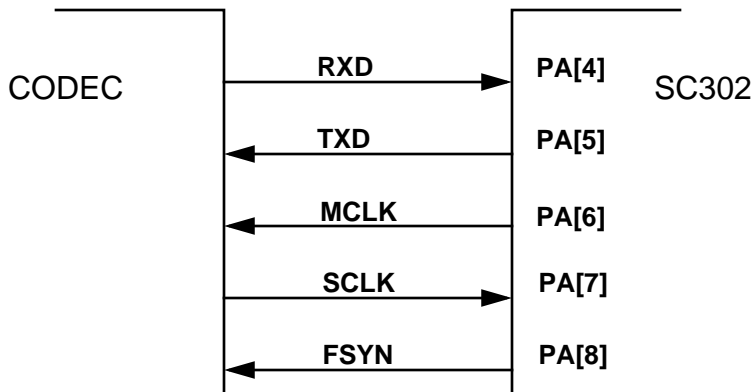 RXD PA[4]
CODEC SC302
TXD PA[5]
MCLK PA[6]
SCLK PA[7]
FSYN PA[8]